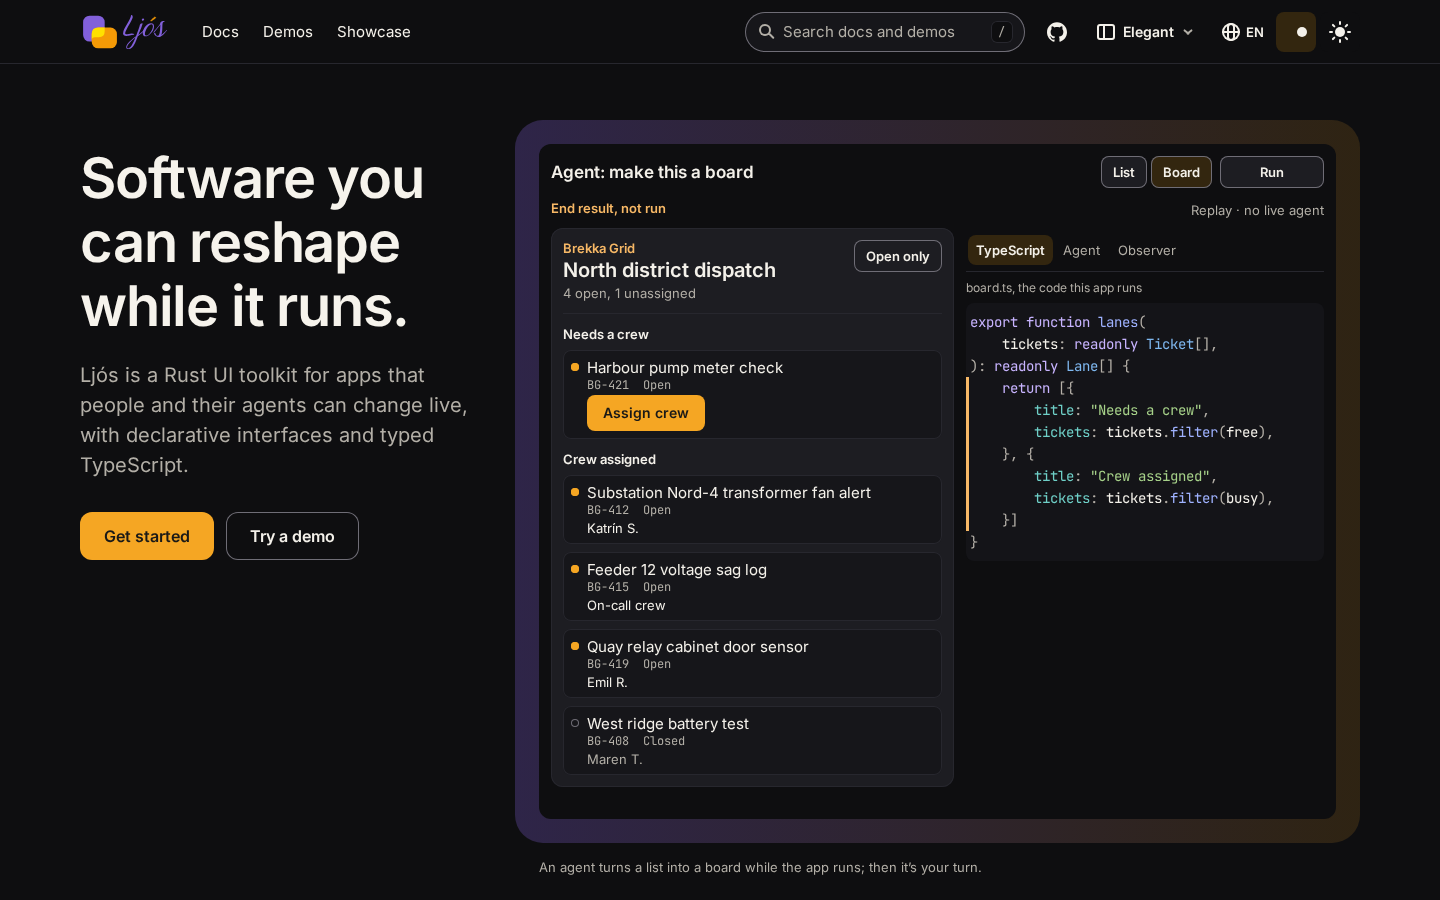 Ljós
Docs
Demos
Showcase
Search docs and demos
/
Elegant
EN
Software you
can reshape
while it runs.
Ljós is a Rust UI toolkit for apps that
people and their agents can change live,
with declarative interfaces and typed
TypeScript.
Get started
Try a demo
Agent: make this a board
List
Board
Run
End result, not run
Replay · no live agent
Brekka Grid
North district dispatch
4 open, 1 unassigned
Open only
Needs a crew
Harbour pump meter check
BG-421 Open
Assign crew
Crew assigned
Substation Nord-4 transformer fan alert
BG-412 Open
Katrín S.
Feeder 12 voltage sag log
BG-415 Open
On-call crew
Quay relay cabinet door sensor
BG-419 Open
Emil R.
West ridge battery test
BG-408 Closed
Maren T.
TypeScript
Agent
Observer
board.ts, the code this app runs
export function lanes(
    tickets: readonly Ticket[],
): readonly Lane[] {
    return [{
        title: "Needs a crew",
        tickets: tickets.filter(free),
    }, {
        title: "Crew assigned",
        tickets: tickets.filter(busy),
    }]
}
An agent turns a list into a board while the app runs; then it’s your turn.